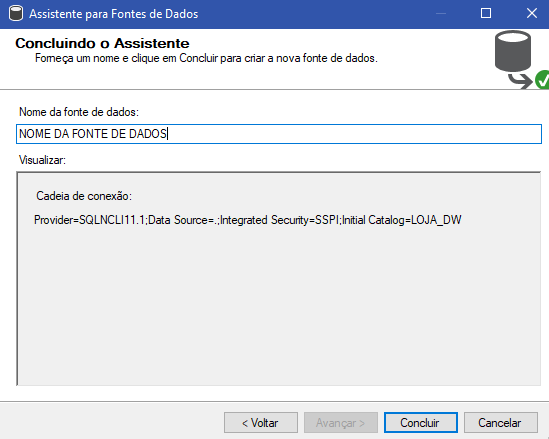 Assistente para Fontes de Dados
Concluindo o Assistente
Forneça um nome e clique em Concluir para criar a nova fonte de dados.
Nome da fonte de dados:
NOME DA FONTE DE DADOS
Visualizar:
Cadeia de conexão:
Provider=SQLNCLI11.1;Data Source=.;Integrated Security=SSPI;Initial Catalog=LOJA_DW
< Voltar
Avançar >
Concluir
Cancelar